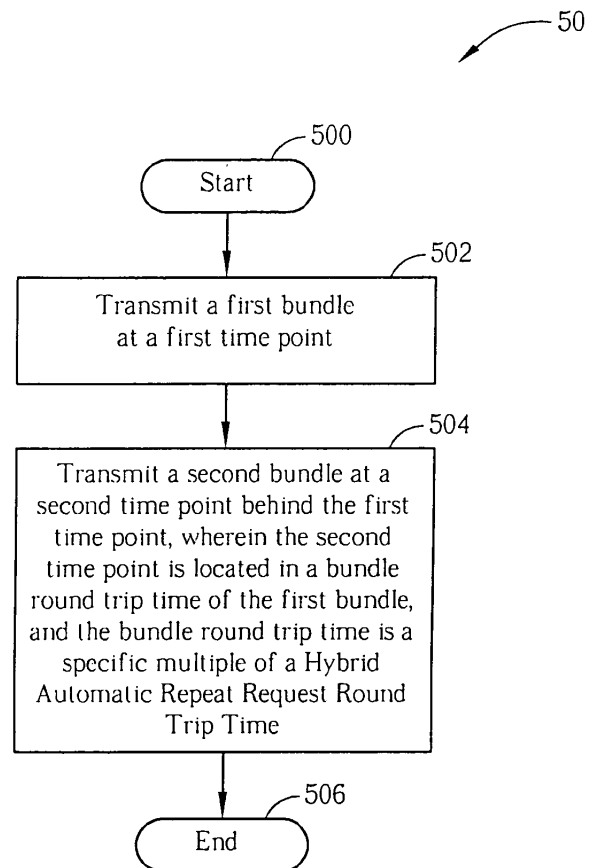 50
500
Start
502
Transmit a first bundle
at a first time point
504
Transmit a second bundle at a
second time point behind the first
time point, wherein the second
time point is located in a bundle
round trip time of the first bundle,
and the bundle round trip time is a
specific multiple of a Hybrid
Automatic Repeat Request Round
Trip Time
506
End